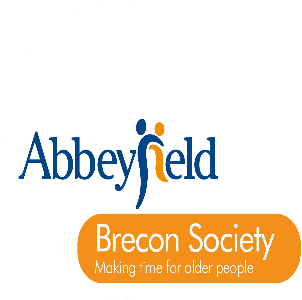 Abbeyfield
Brecon Society
Making time for older people